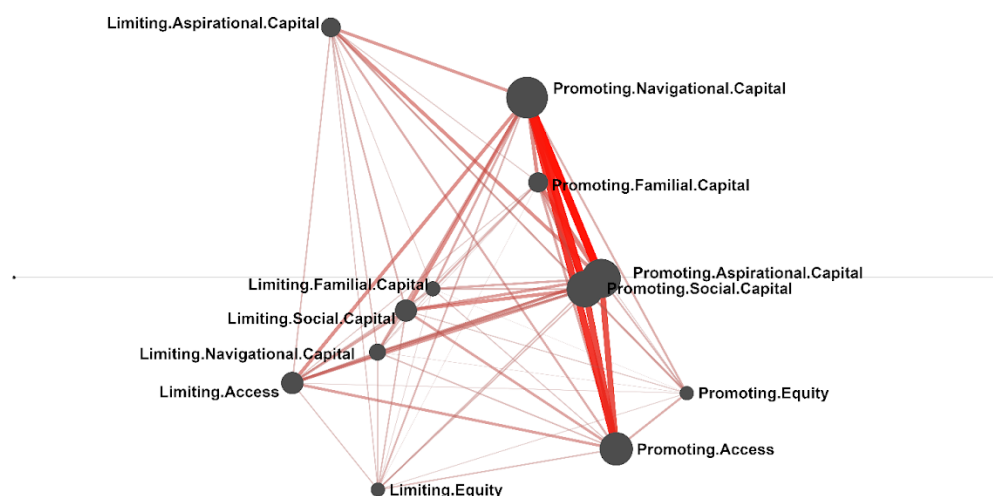 Limiting.Aspirational.Capital
Promoting.Navigational.Capital
Promoting.Familial.Capital
Promoting.Aspirational.Capital
Limiting.Familial.Capital
Promoting.Social.Capital
Limiting.Social.Capital
Limiting.Navigational.Capital
Limiting.Access
Promoting.Equity
Promoting.Access
Limiting.Equity